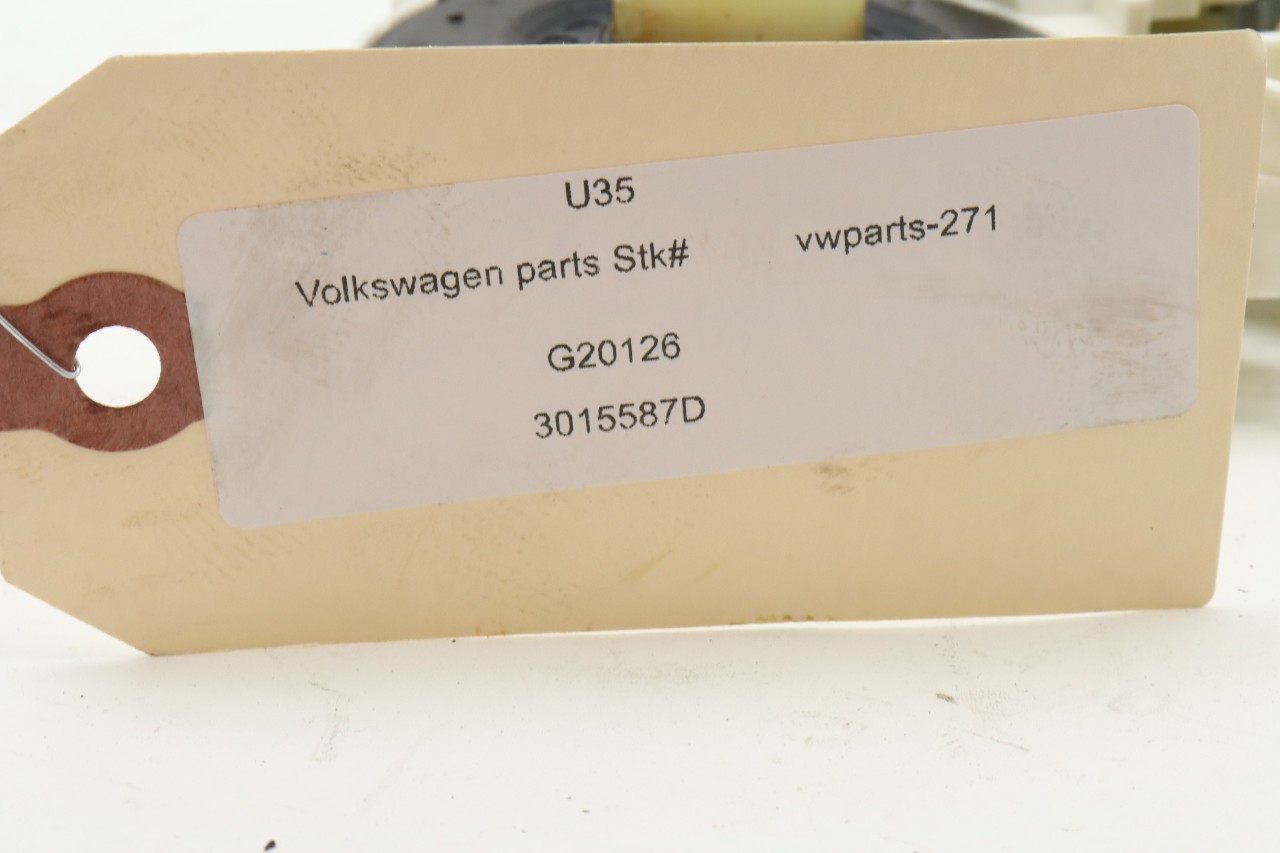 U35
Volkswagen parts Stk# vwparts-271
G20126
3015587D